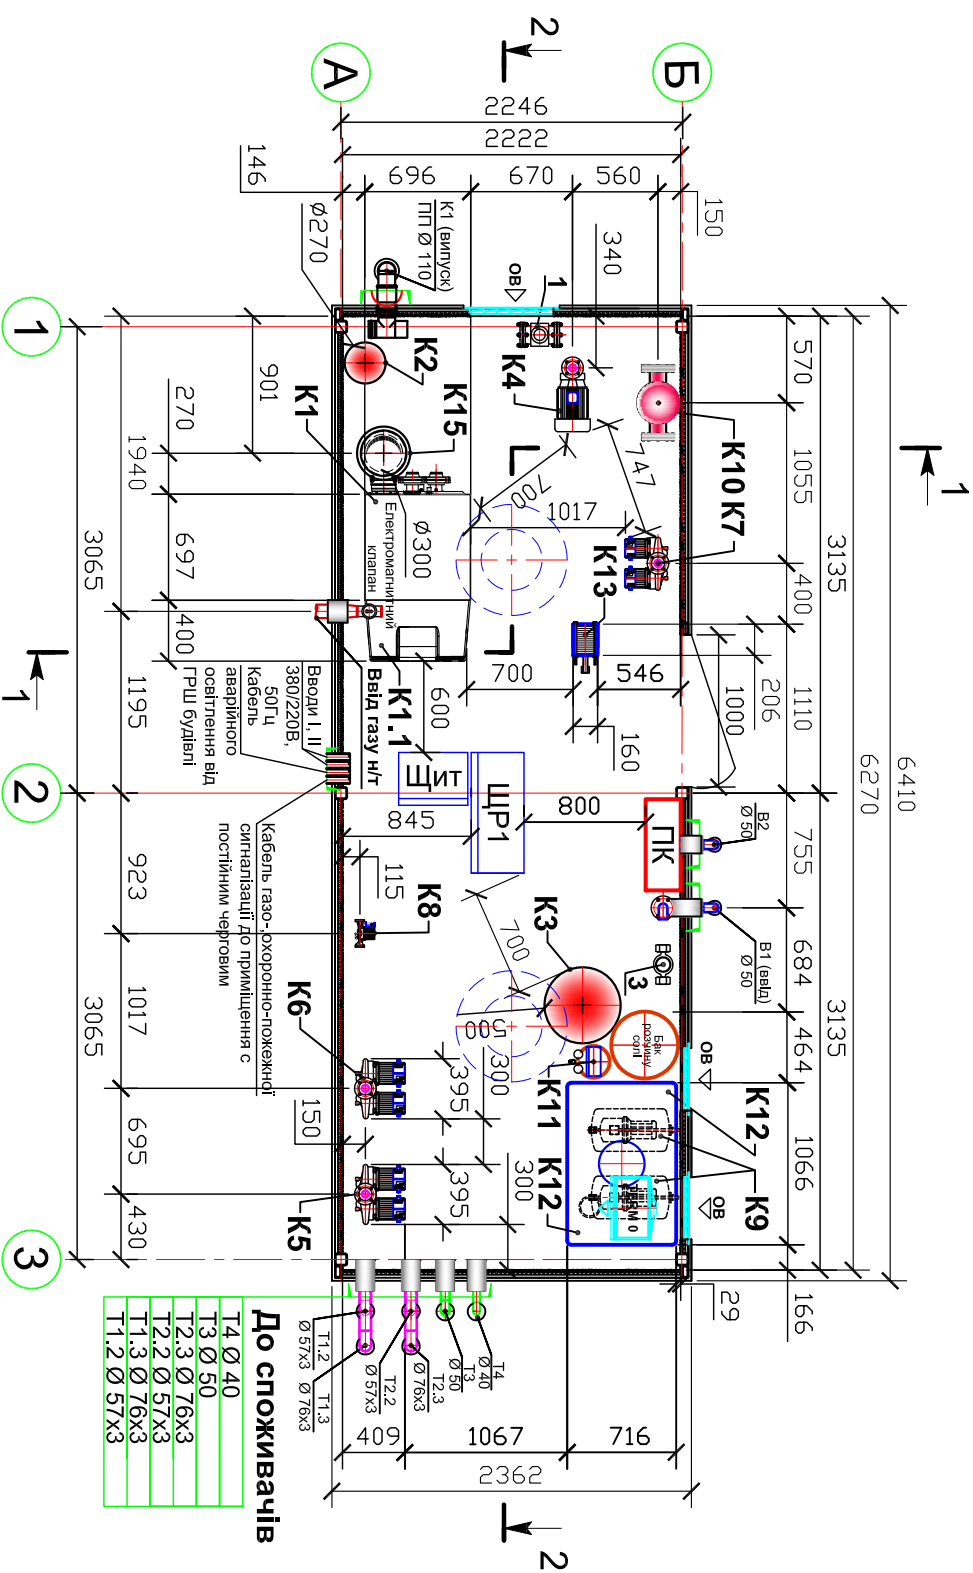 2
2
А
Б
2246
2222
146
696
670
560
150
340
Ø270
К1 (випуск)
ПП Ø 110
ОВ
1
К2
К15
К1
К4
К10
К7
К13
747
700
1017
Ø300
Електромагнитний
клапан
1
2
3
901
270
1940
697
400
3065
1195
923
1017
3065
695
430
570
1055
400
3135
1110
206
1000
6270
6410
755
684
3135
464
1066
166
29
1
1
700
546
160
600
К1.1
Ввід газу н/т
Вводи І, ІІ
380/220В,
50Гц
Кабель
аварійного
освітлення від
ГРШ будівлі
Щит
ЩР1
ПК
845
800
115
К8
В2
Ø 50
В1 (ввід)
Ø 50
Кабель газо-,охоронно-пожежної
сигналізації до приміщення с
постійним черговим
700
500
К3
3
Бак
розчину
солі
К11
К12
К12
К9
ОВ
ОВ
К6
К5
395
300
395
300
150
Т1.2
Ø 57х3
Т1.3
Ø 76х3
Т2.2
Ø 57х3
Т2.3
Ø 76х3
Т3
Ø 50
Т4
Ø 40
409
1067
716
2362
До споживачів
Т4 Ø 40
Т3 Ø 50
Т2.3 Ø 76х3
Т2.2 Ø 57х3
Т1.3 Ø 76х3
Т1.2 Ø 57х3
2
2